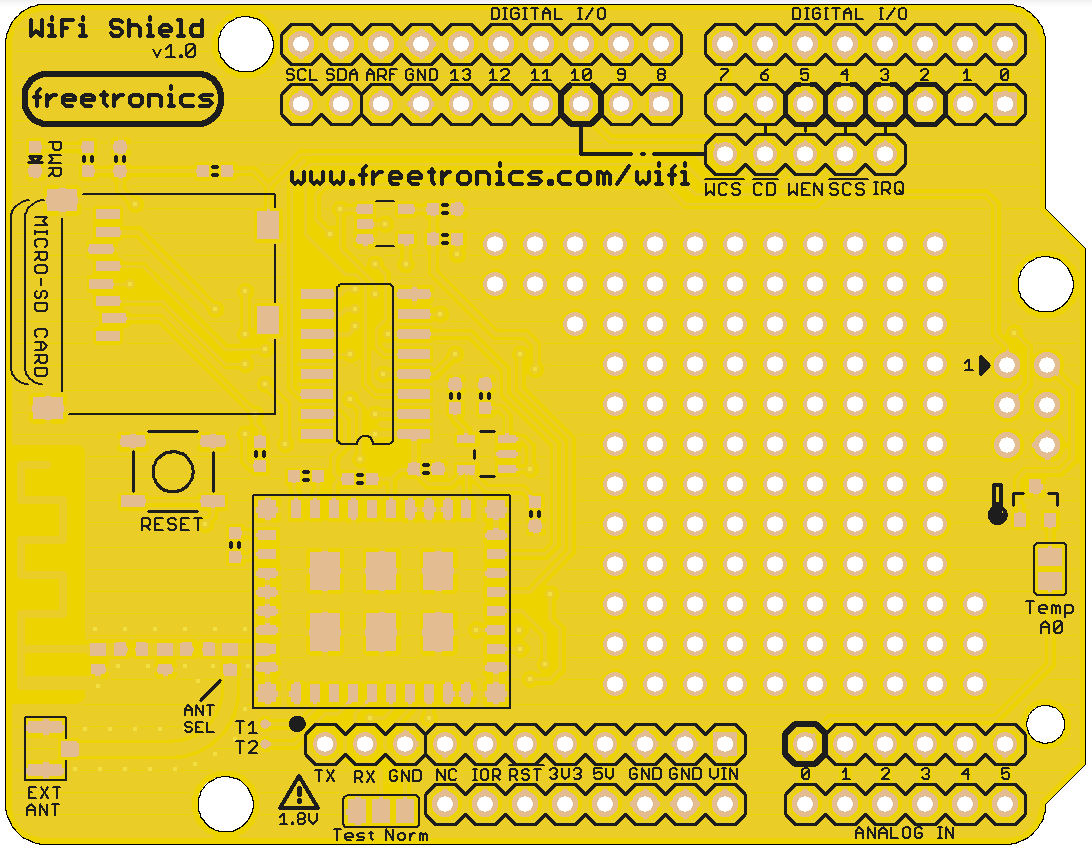 WiFi Shield
v1.0
freetronics
DIGITAL I/O DIGITAL I/O
SCL SDA ARF GND 13 12 11 10 9 8 7 6 5 4 3 2 1 0
PWR
www.freetronics.com/wifi
WCS CD WEN SCS IRQ
MICRO-SD CARD
1
RESET
Temp
A0
ANT
SEL
T1
T2
TX RX GND NC IOR RST 3V3 5V GND GND VIN 0 1 2 3 4 5
EXT
ANT
!
1.8V
Test Norm
ANALOG IN